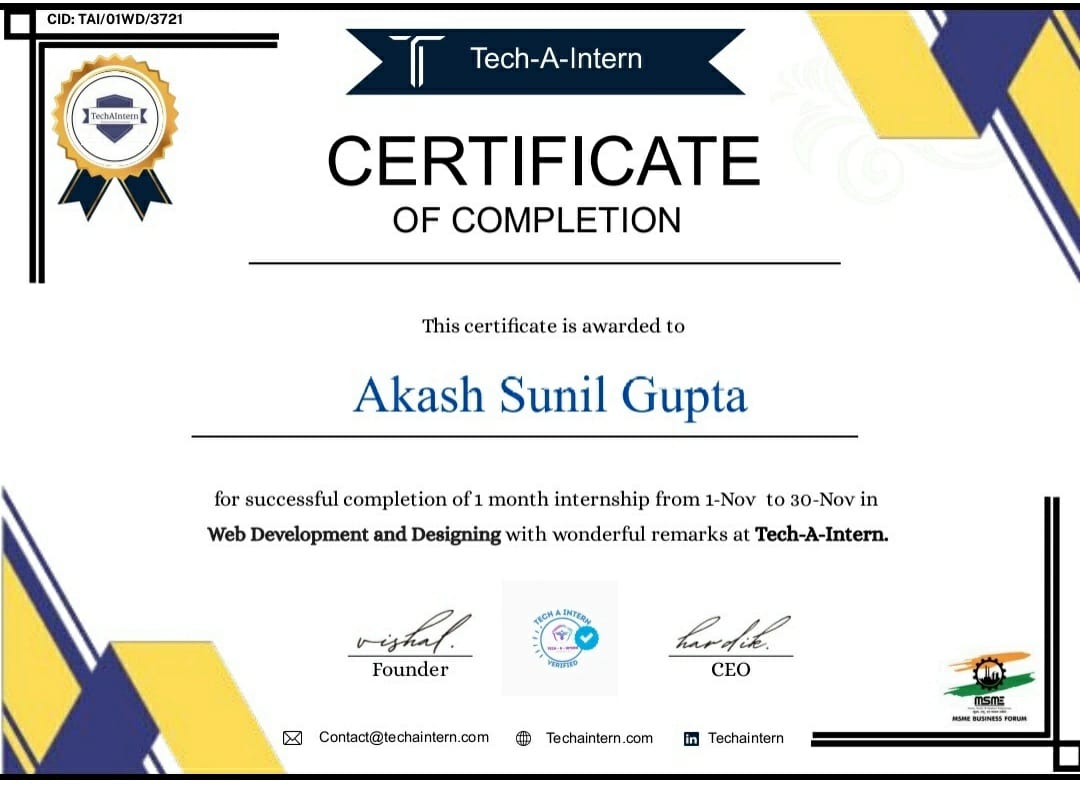 CID: TAI/01WD/3721
TechAIntern
Tech-A-Intern
CERTIFICATE
OF COMPLETION
This certificate is awarded to
Akash Sunil Gupta
for successful completion of 1 month internship from 1-Nov to 30-Nov in
Web Development and Designing with wonderful remarks at Tech-A-Intern.
vishal.
Founder
TECH A INTERN
TECH - A - INTERN
VERIFIED
hardik.
CEO
MSME
MSME BUSINESS FORUM
Contact@techaintern.com
Techaintern.com
in Techaintern